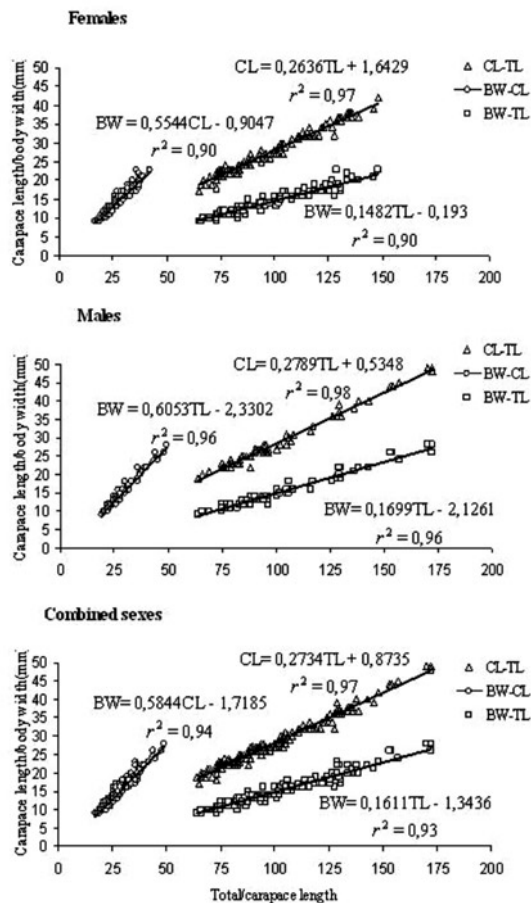 Females
Carapace length/body width(mm)
50
45
40
35
30
25
20
15
10
5
0
CL= 0,2636TL + 1,6429
r² = 0,97
BW= 0,5544CL - 0,9047
r² = 0,90
BW= 0,1482TL - 0,193
r² = 0,90
△ CL-TL
○ BW-CL
□ BW-TL
0 25 50 75 100 125 150 175 200
Males
Carapace length/body width(mm)
50
45
40
35
30
25
20
15
10
5
0
CL= 0,2789TL + 0,5348
r² = 0,98
BW = 0,6053TL - 2,3302
r² = 0,96
BW= 0,1699TL - 2,1261
r² = 0,96
△ CL-TL
○ BW-CL
□ BW-TL
0 25 50 75 100 125 150 175 200
Combined sexes
Carapace length/body width(mm)
50
45
40
35
30
25
20
15
10
5
0
CL= 0,2734TL + 0,8735
r² = 0,97
BW= 0,5844CL - 1,7185
r² = 0,94
BW= 0,1611TL - 1,3436
r² = 0,93
△ CL-TL
○ BW-CL
□ BW-TL
0 25 50 75 100 125 150 175 200
Total/carapace length